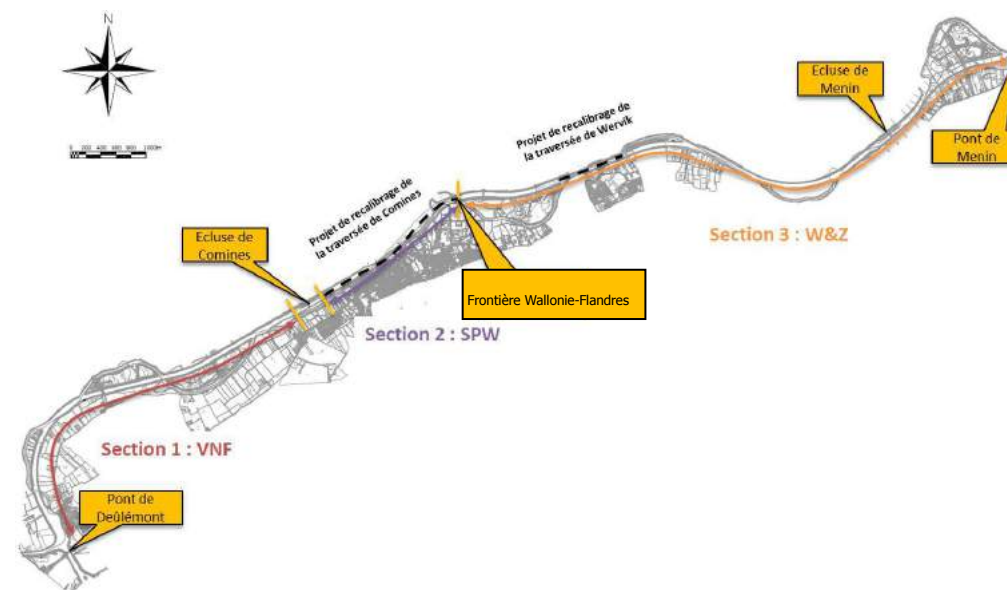 N
Ecluse de
Menin
Pont de
Menin
Projet de recalibrage de
la traversée de Wervik
Projet de recalibrage de
la traversée de Comines
Ecluse de
Comines
Section 3 : W&Z
Frontière Wallonie-Flandres
Section 2 : SPW
Section 1 : VNF
Pont de
Deûlémont